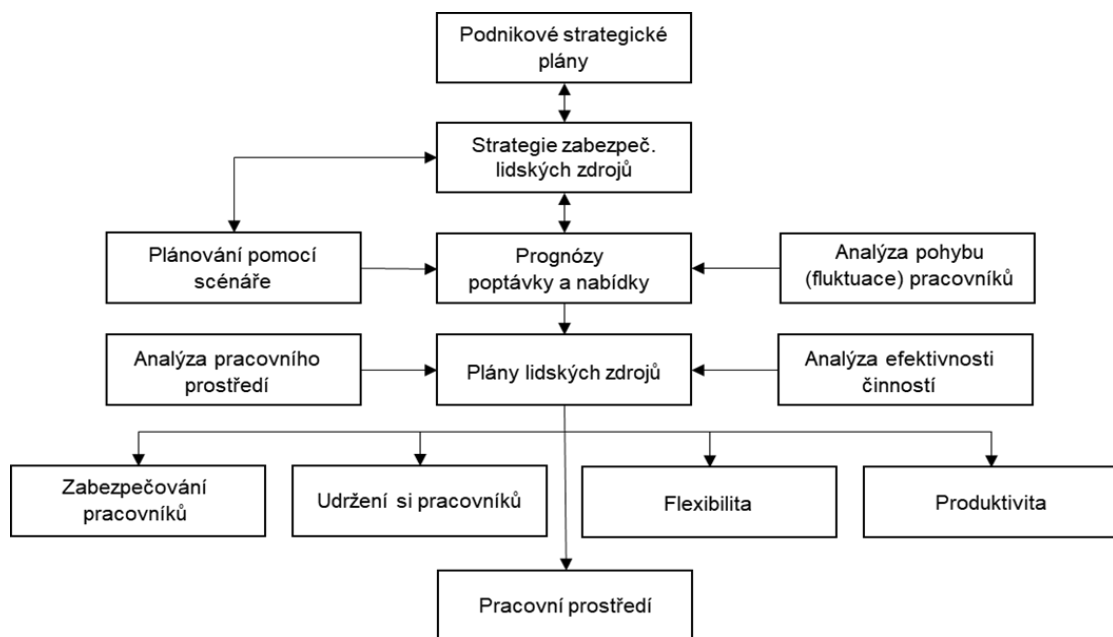 Podnikové strategické
plány
Strategie zabezpeč.
lidských zdrojů
Plánování pomocí
scénáře
Prognózy
poptávky a nabídky
Analýza pohybu
(fluktuace) pracovníků
Analýza pracovního
prostředí
Plány lidských zdrojů
Analýza efektivnosti
činností
Zabezpečování
pracovníků
Udržení si pracovníků
Flexibilita
Produktivita
Pracovní prostředí